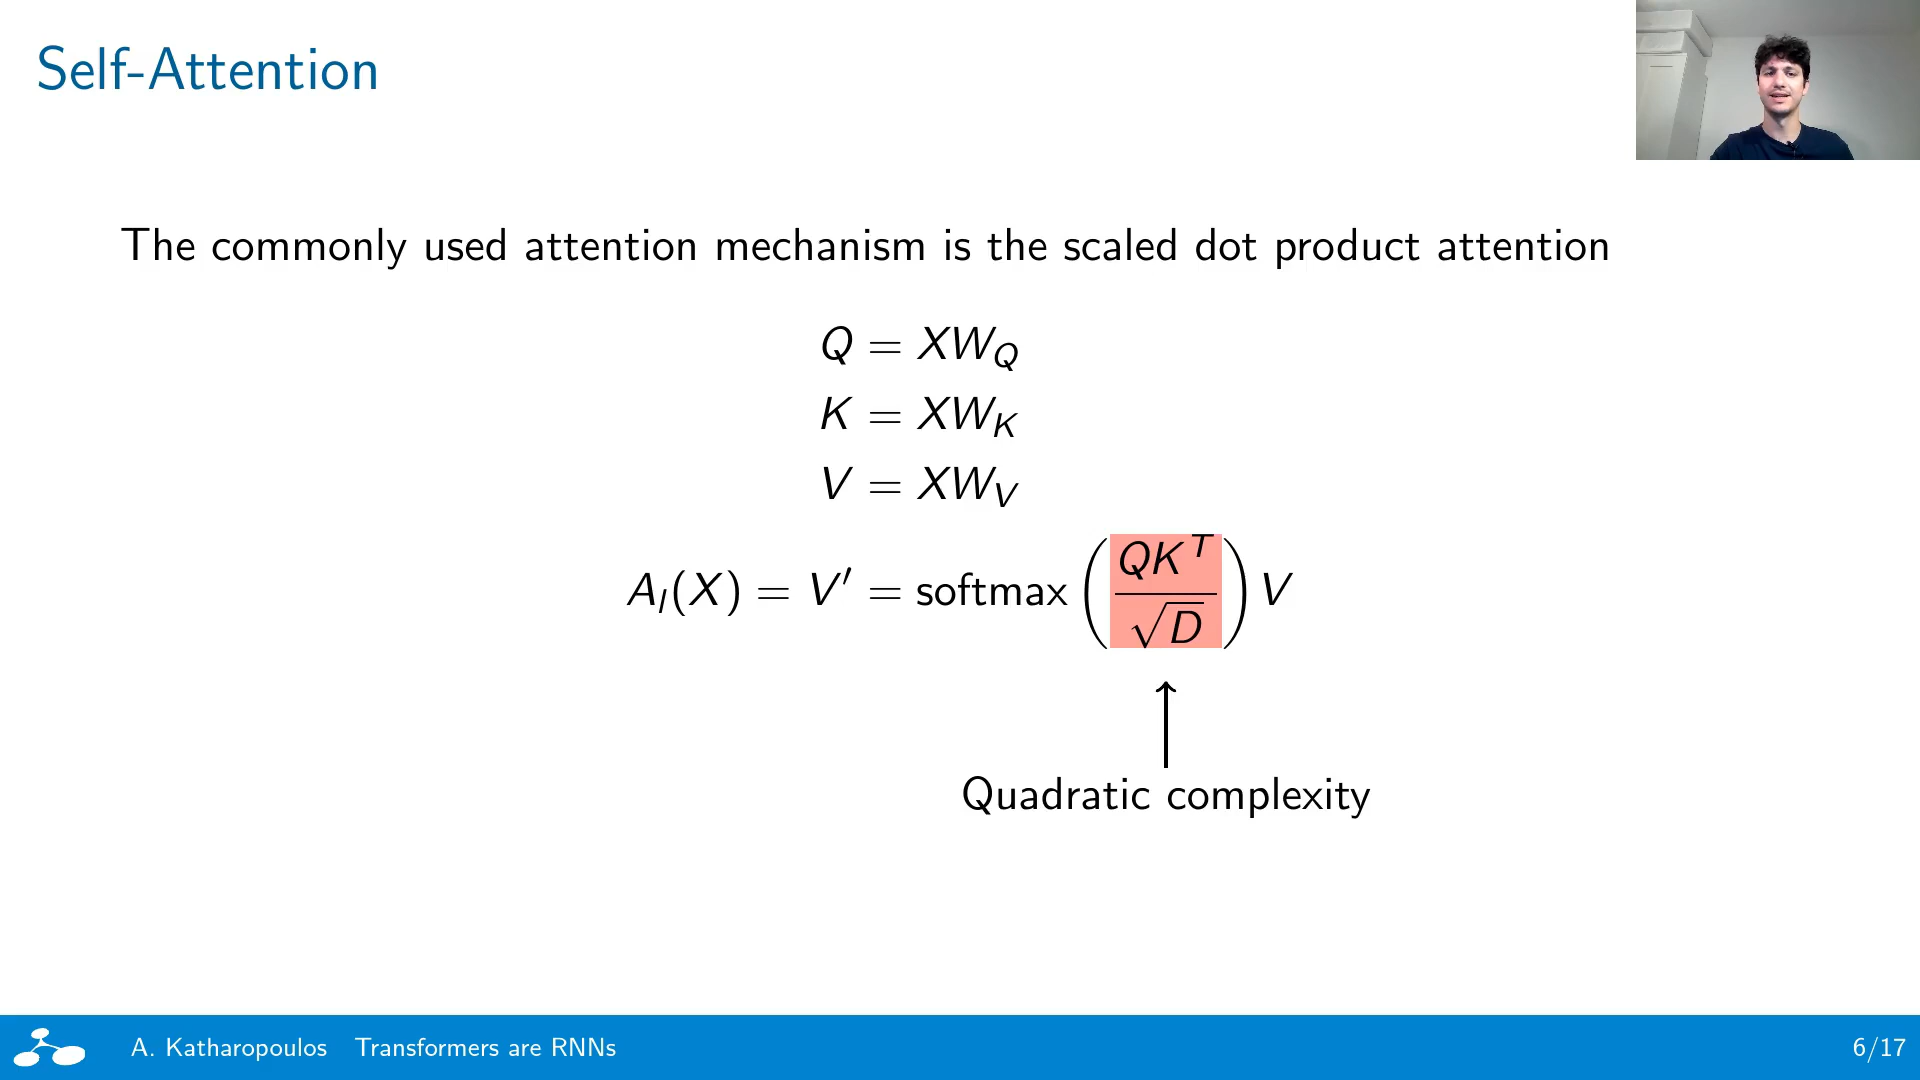 Self-Attention
The commonly used attention mechanism is the scaled dot product attention
Q = XW_Q
K = XW_K
V = XW_V
A_l(X) = V′ = softmax(QK^T / √D) V
Quadratic complexity
A. Katharopoulos Transformers are RNNs 6/17